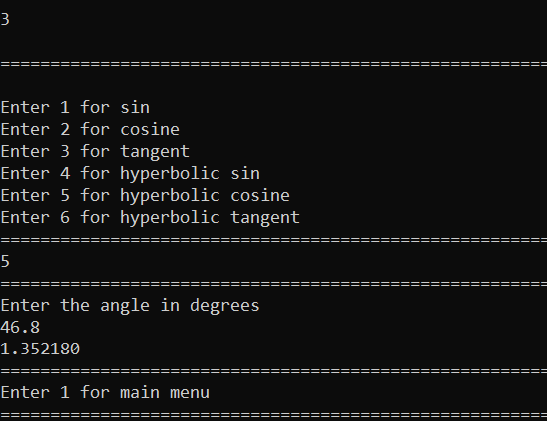 3
=======================================================
Enter 1 for sin
Enter 2 for cosine
Enter 3 for tangent
Enter 4 for hyperbolic sin
Enter 5 for hyperbolic cosine
Enter 6 for hyperbolic tangent
=======================================================
5
=======================================================
Enter the angle in degrees
46.8
1.352180
=======================================================
Enter 1 for main menu
=======================================================